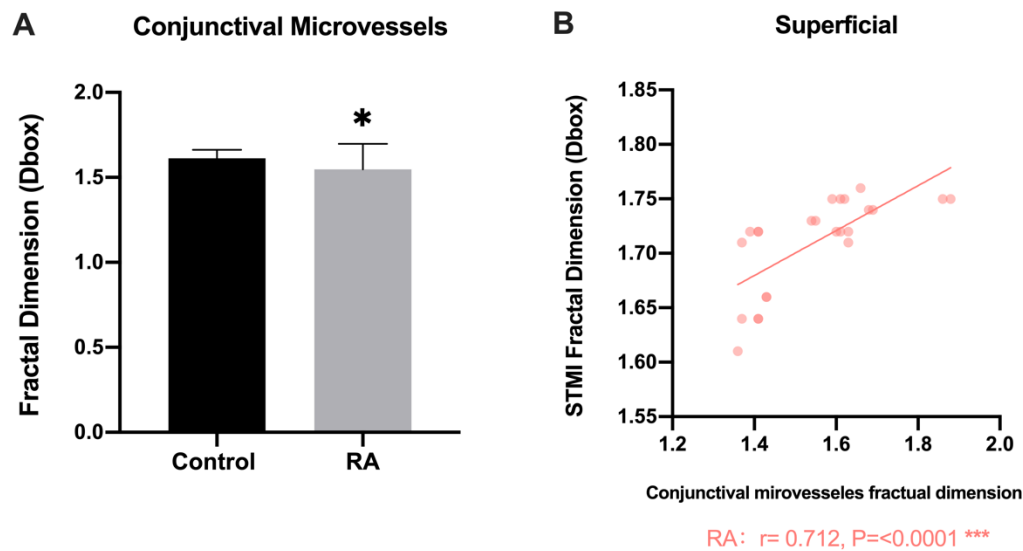 A
Conjunctival Microvessels
Fractal Dimension (Dbox)
2.0
1.5
1.0
0.5
0.0
*
Control RA
B
Superficial
STMI Fractal Dimension (Dbox)
1.85
1.80
1.75
1.70
1.65
1.60
1.55
1.2 1.4 1.6 1.8 2.0
Conjunctival mirovesseles fractual dimension
RA: r= 0.712, P=<0.0001 ***